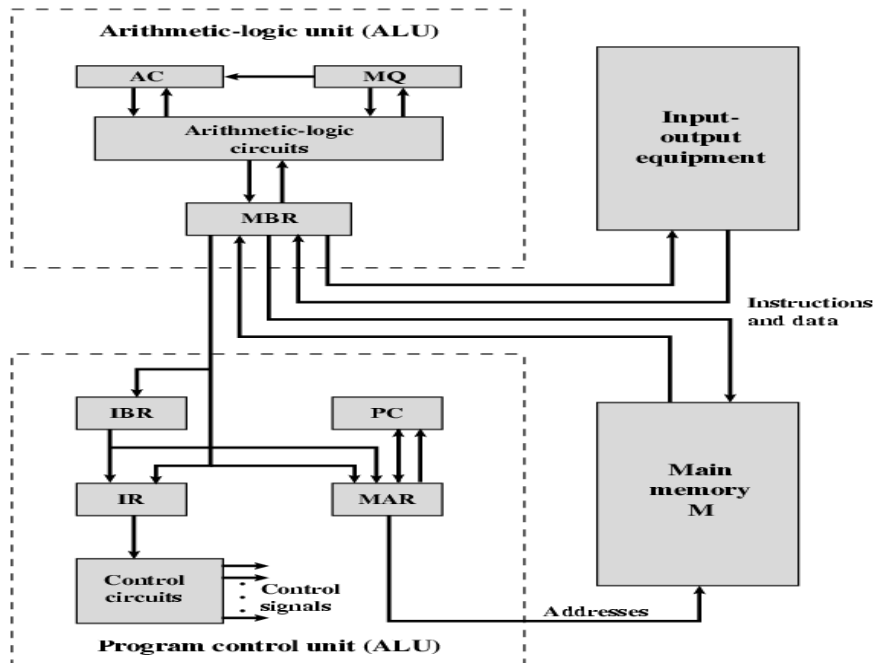 Arithmetic-logic unit (ALU)
AC
MQ
Arithmetic-logic
circuits
MBR
Input-
output
equipment
Instructions
and data
IBR
PC
IR
MAR
Main
memory
M
Control
circuits
Control
signals
Addresses
Program control unit (ALU)